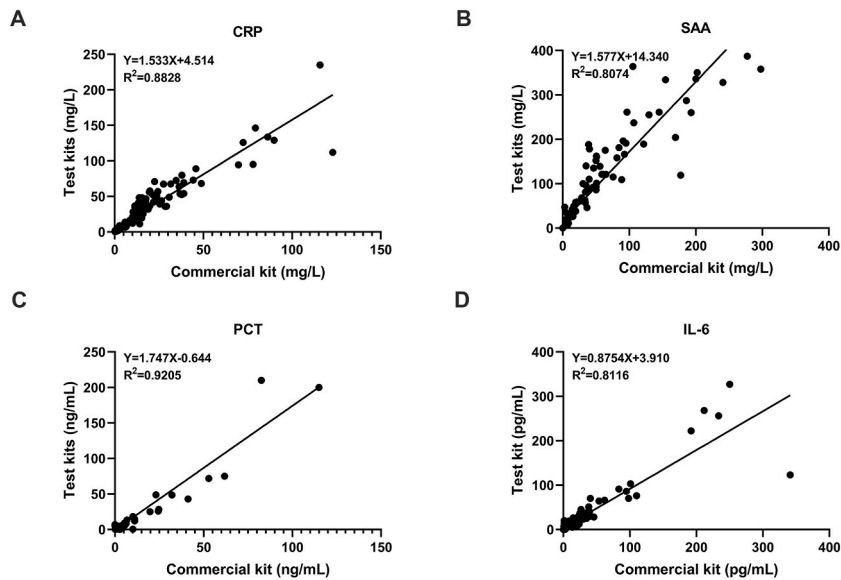 A
CRP
Y=1.533X+4.514
R²=0.8828
250
200
150
100
50
0
0 50 100 150
Test kits (mg/L)
Commercial kit (mg/L)
B
SAA
Y=1.577X+14.340
R²=0.8074
400
300
200
100
0
0 100 200 300 400
Test kits (mg/L)
Commercial kit (mg/L)
C
PCT
Y=1.747X-0.644
R²=0.9205
250
200
150
100
50
0
0 50 100 150
Test kits (ng/mL)
Commercial kit (ng/mL)
D
IL-6
Y=0.8754X+3.910
R²=0.8116
400
300
200
100
0
0 100 200 300 400
Test kits (pg/mL)
Commercial kit (pg/mL)